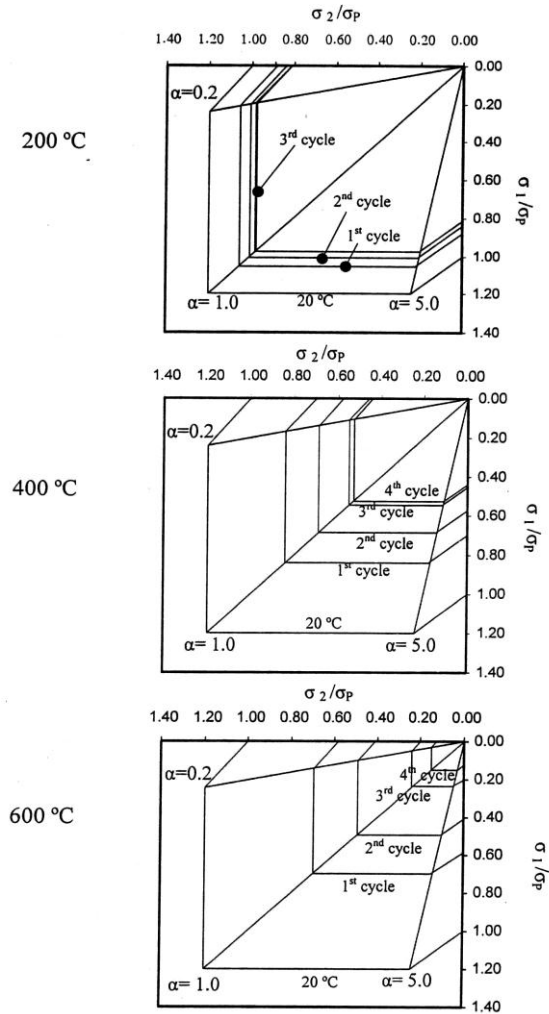 σ 2/σP
1.40 1.20 1.00 0.80 0.60 0.40 0.20 0.00
0.00
0.20
0.40
0.60
0.80
1.00
1.20
1.40
σ 1/σP
200 ºC
α=0.2
3rd cycle
2nd cycle
1st cycle
α= 1.0
20 ºC
α= 5.0
σ 2/σP
1.40 1.20 1.00 0.80 0.60 0.40 0.20 0.00
0.00
0.20
0.40
0.60
0.80
1.00
1.20
1.40
σ 1/σP
400 ºC
α=0.2
4th cycle
3rd cycle
2nd cycle
1st cycle
20 ºC
α= 1.0
α= 5.0
σ 2/σP
1.40 1.20 1.00 0.80 0.60 0.40 0.20 0.00
0.00
0.20
0.40
0.60
0.80
1.00
1.20
1.40
σ 1/σP
600 ºC
α=0.2
4th cycle
3rd cycle
2nd cycle
1st cycle
α= 1.0
20 ºC
α= 5.0